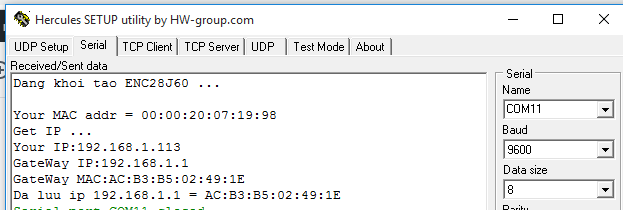 Hercules SETUP utility by HW-group.com
UDP Setup Serial TCP Client TCP Server UDP Test Mode About
Received/Sent data
Dang khoi tao ENC28J60 ...
Your MAC addr = 00:00:20:07:19:98
Get IP ...
Your IP:192.168.1.113
GateWay IP:192.168.1.1
GateWay MAC:AC:B3:B5:02:49:1E
Da luu ip 192.168.1.1 = AC:B3:B5:02:49:1E
Serial port COM11 closed
Serial
Name
COM11
Baud
9600
Data size
8
Parity